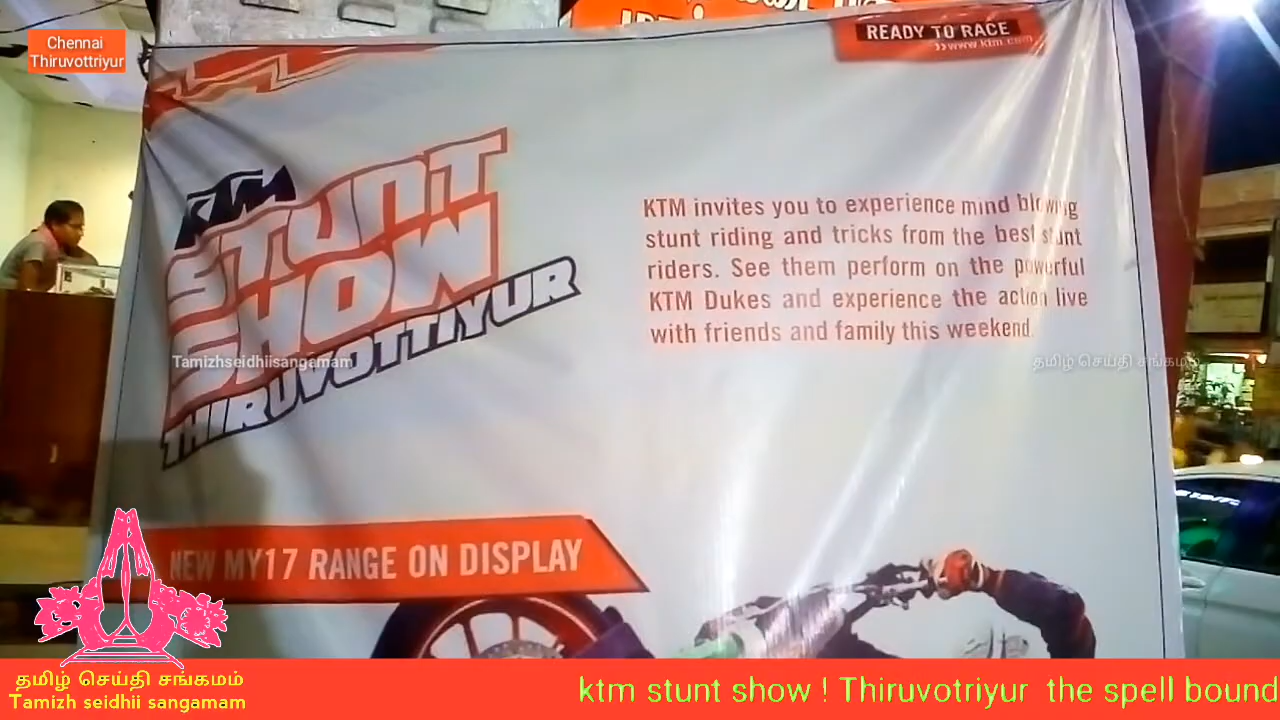 Chennai
Thiruvottriyur
READY TO RACE
››www.ktm.com
KTM
STUNT
SHOW
THIRUVOTTIYUR
KTM invites you to experience mind blowing
stunt riding and tricks from the best stunt
riders. See them perform on the powerful
KTM Dukes and experience the action live
with friends and family this weekend.
Tamizhseidhiisangamam
தமிழ் செய்தி சங்கமம்
NEW MY17 RANGE ON DISPLAY
தமிழ் செய்தி சங்கமம்
Tamizh seidhii sangamam
ktm stunt show ! Thiruvotriyur the spell bound